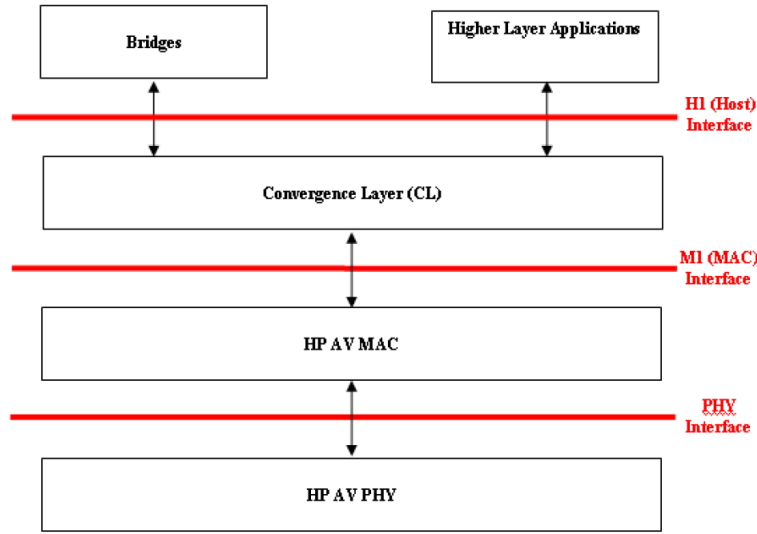 Bridges
Higher Layer Applications
H1 (Host)
Interface
Convergence Layer (CL)
M1 (MAC)
Interface
HP AV MAC
PHY
Interface
HP AV PHY